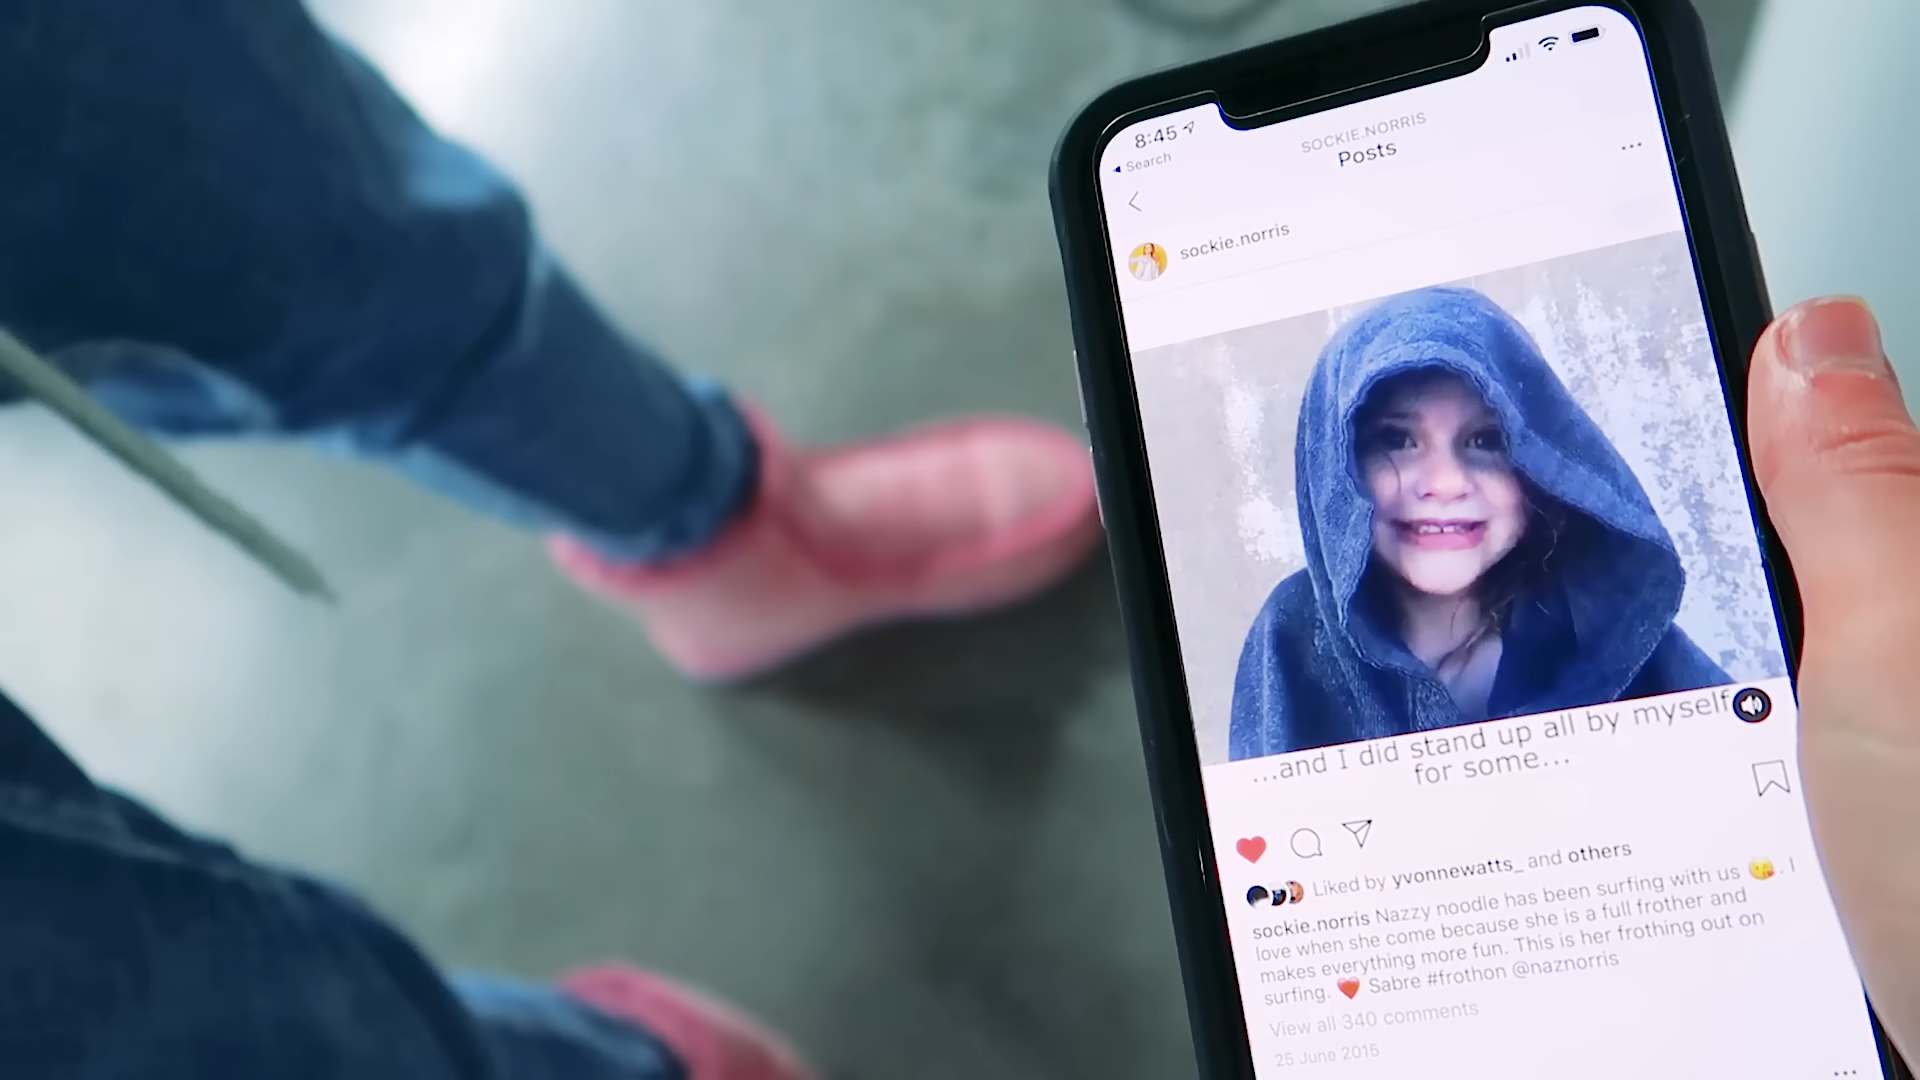 8:45
Search
SOCKIE.NORRIS
Posts
sockie.norris
...and I did stand up all by myself
for some...
Liked by yvonnewatts_ and others
sockie.norris Nazzy noodle has been surfing with us 😘. I
love when she come because she is a full frother and
makes everything more fun. This is her frothing out on
surfing. ❤️ Sabre #frothon @naznorris
View all 340 comments
25 June 2015